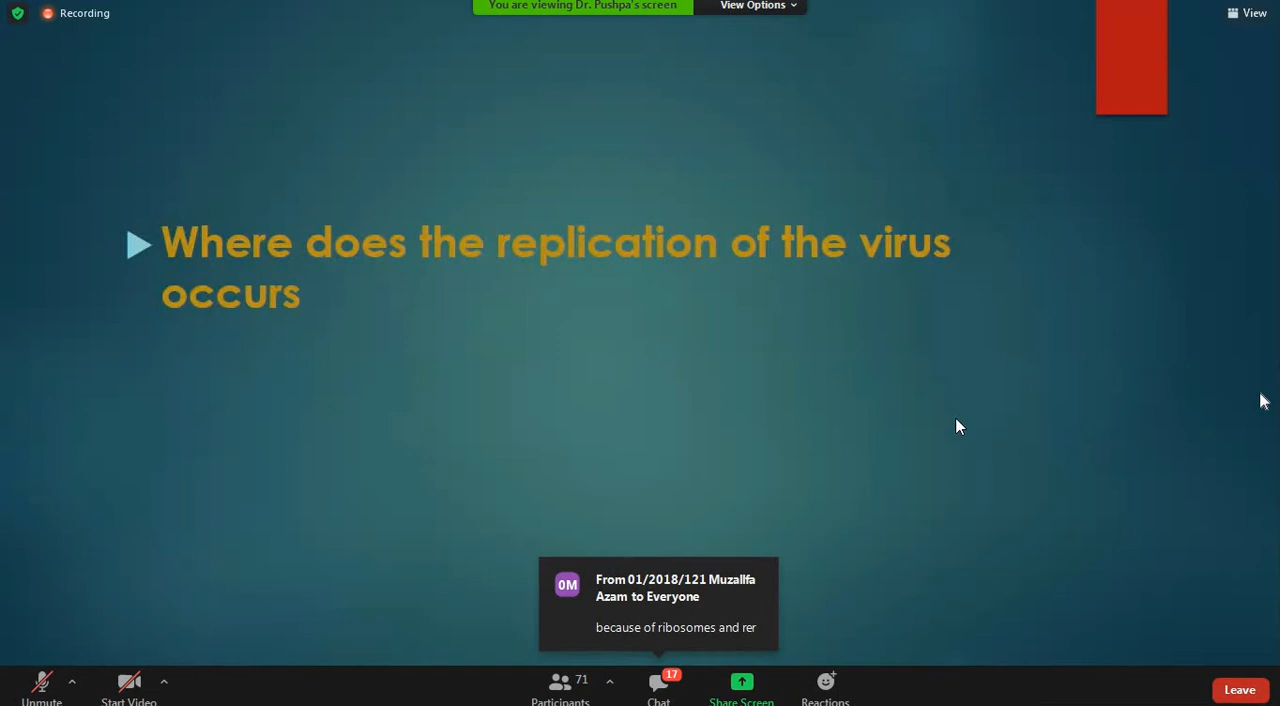 Recording
You are viewing Dr. Pushpa's screen
View Options
View
Where does the replication of the virus
occurs
0M
From 01/2018/121 Muzallfa
Azam to Everyone
because of ribosomes and rer
71
17
Unmute
Start Video
Participants
Chat
Share Screen
Reactions
Leave